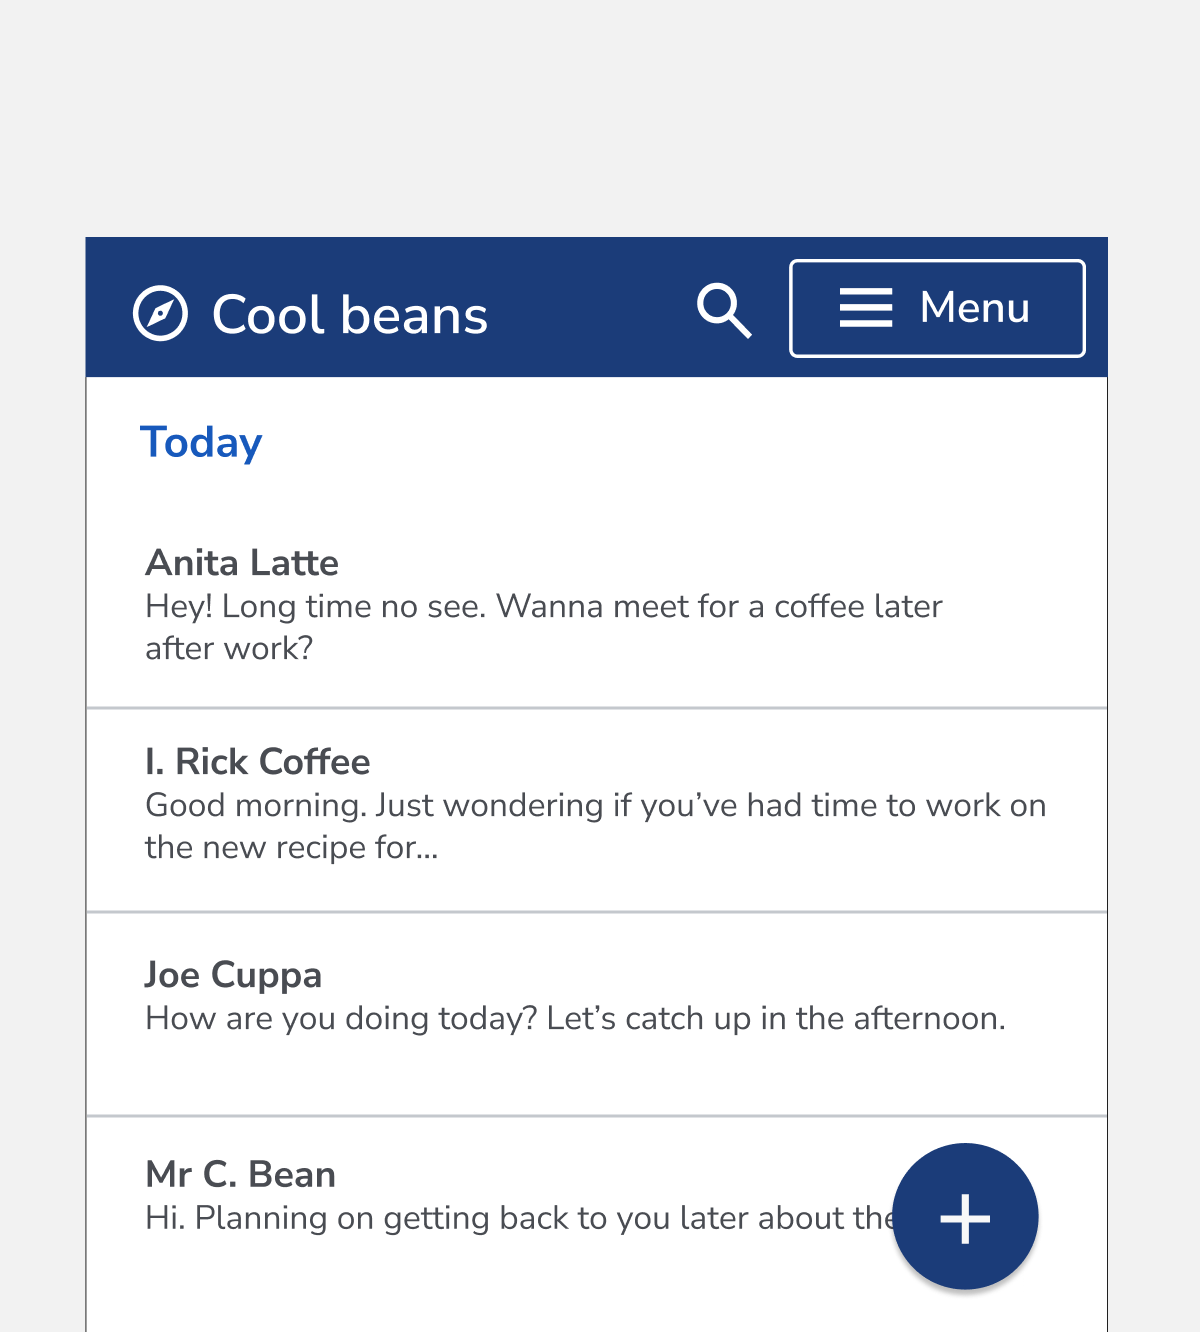 Cool beans
Menu
Today
Anita Latte
Hey! Long time no see. Wanna meet for a coffee later
after work?
I. Rick Coffee
Good morning. Just wondering if you’ve had time to work on
the new recipe for...
Joe Cuppa
How are you doing today? Let’s catch up in the afternoon.
Mr C. Bean
Hi. Planning on getting back to you later about the